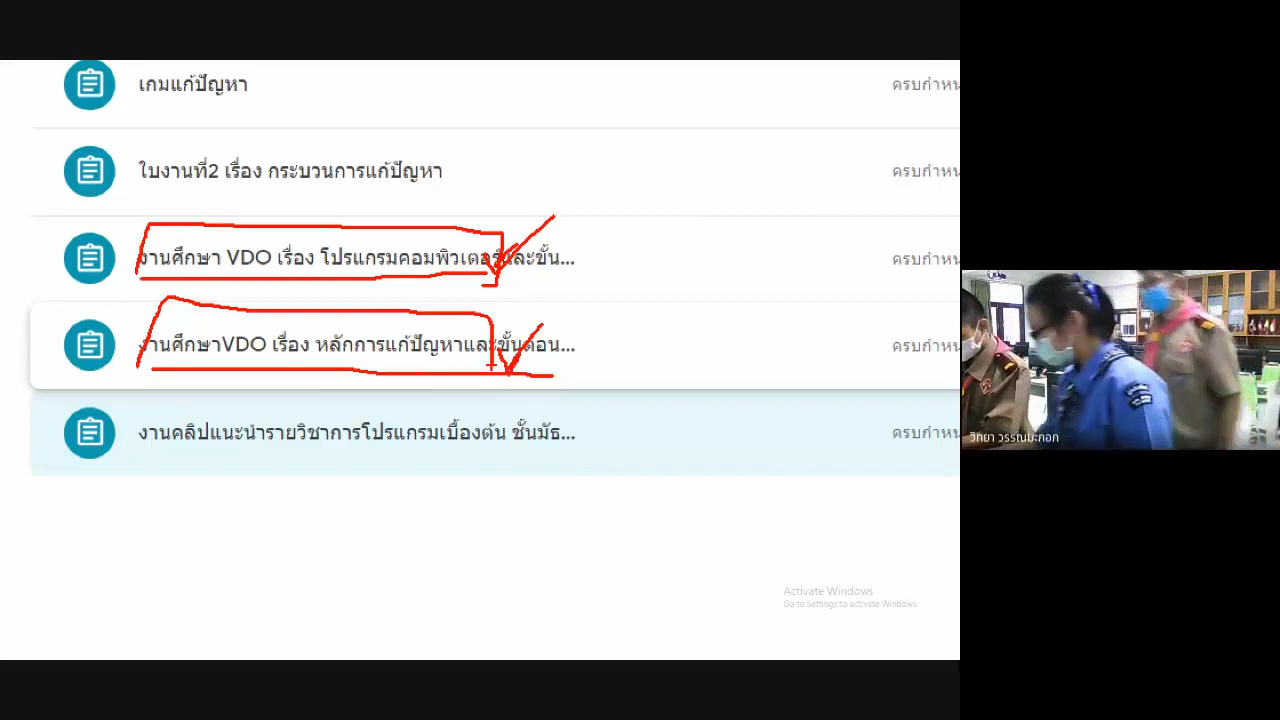 เกมแก้ปัญหา
ครบกำหน
ใบงานที่2 เรื่อง กระบวนการแก้ปัญหา
ครบกำหน
งานศึกษา VDO เรื่อง โปรแกรมคอมพิวเตอร์และขั้น...
ครบกำหน
งานศึกษาVDO เรื่อง หลักการแก้ปัญหาและขั้นตอน...
ครบกำหน
งานคลิปแนะนำรายวิชาการโปรแกรมเบื้องต้น ชั้นมัธ...
ครบกำหน
วิทยา วรรณมะกอก
Activate Windows
Go to Settings to activate Windows.